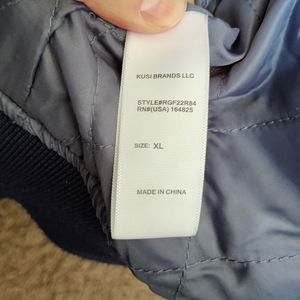 KUSI BRANDS LLC
STYLE#RGF22R84
RN#(USA) 164825
SIZE: XL
MADE IN CHINA